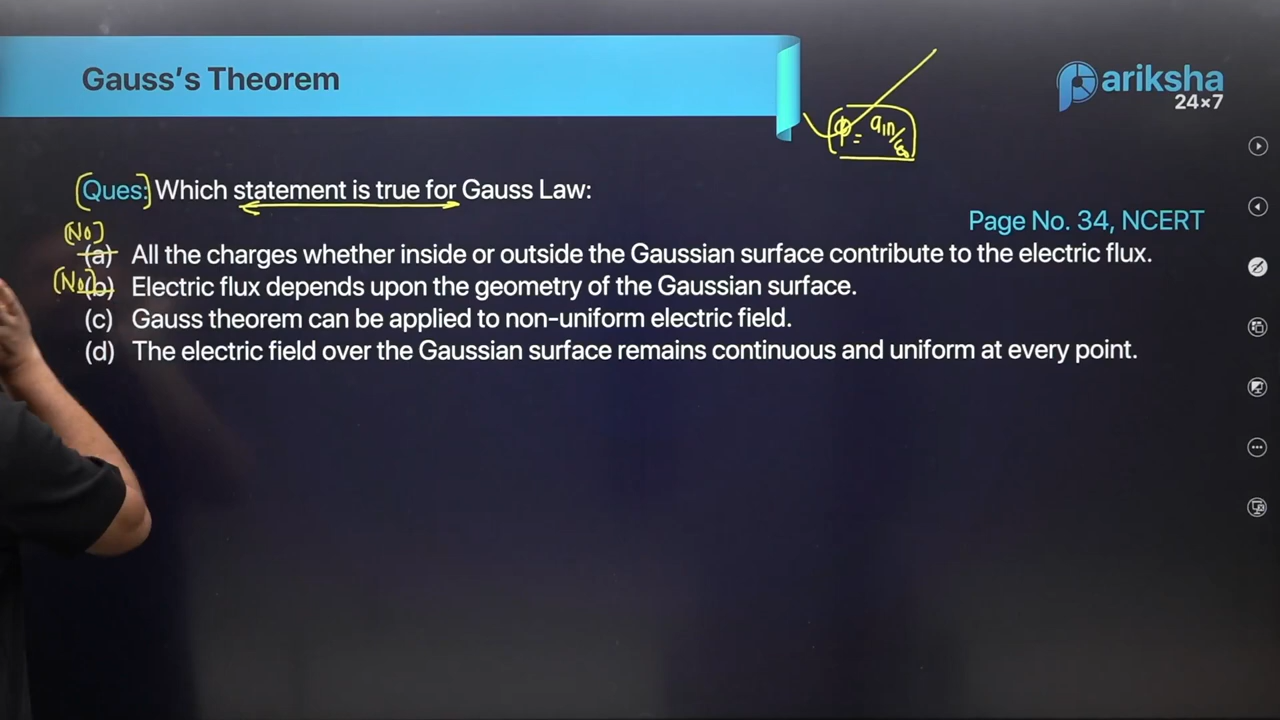 Gauss's Theorem
Pariksha
24×7
φ = qin/ε₀
Ques: Which statement is true for Gauss Law:
Page No. 34, NCERT
[No]
(a) All the charges whether inside or outside the Gaussian surface contribute to the electric flux.
[No]
(b) Electric flux depends upon the geometry of the Gaussian surface.
(c) Gauss theorem can be applied to non-uniform electric field.
(d) The electric field over the Gaussian surface remains continuous and uniform at every point.